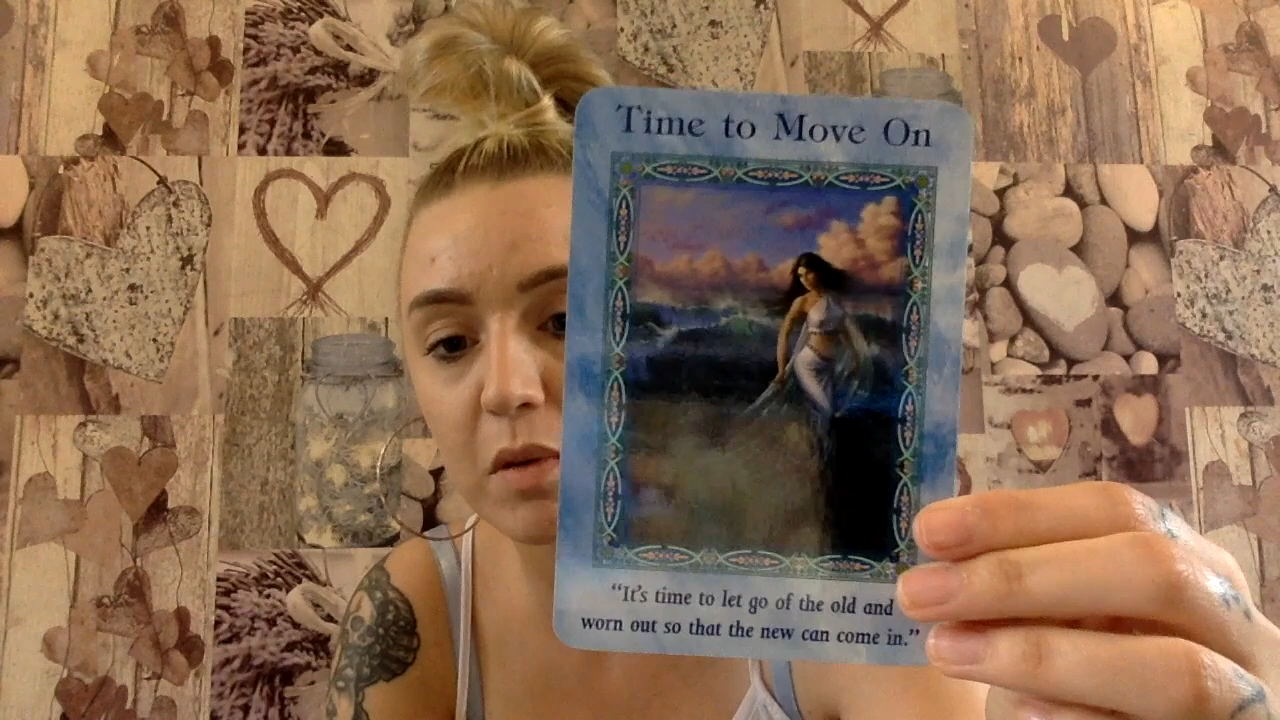 Time to Move On
“It’s time to let go of the old and
worn out so that the new can come in.”